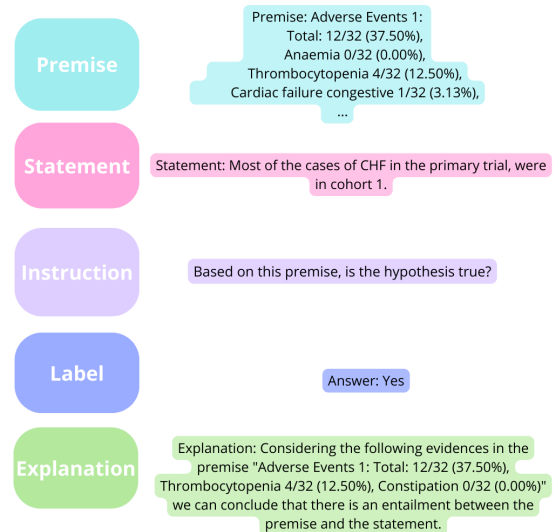 Premise
Premise: Adverse Events 1:
Total: 12/32 (37.50%),
Anaemia 0/32 (0.00%),
Thrombocytopenia 4/32 (12.50%),
Cardiac failure congestive 1/32 (3.13%),
...
Statement
Statement: Most of the cases of CHF in the primary trial, were
in cohort 1.
Instruction
Based on this premise, is the hypothesis true?
Label
Answer: Yes
Explanation
Explanation: Considering the following evidences in the
premise "Adverse Events 1: Total: 12/32 (37.50%),
Thrombocytopenia 4/32 (12.50%), Constipation 0/32 (0.00%)"
we can conclude that there is an entailment between the
premise and the statement.